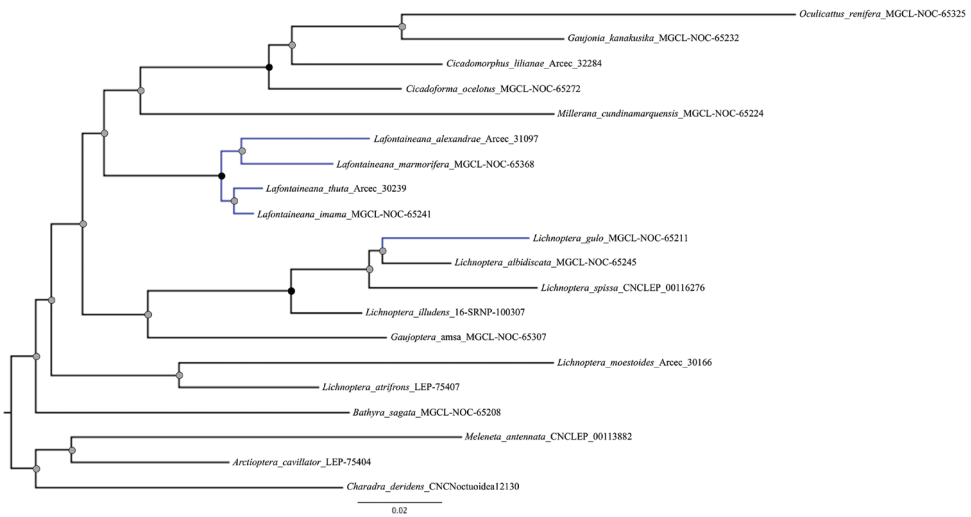 Oculicattus_renifera_MGCL-NOC-65325
Gaujonia_kanakusika_MGCL-NOC-65232
Cicadomorphus_lilianae_Arcec_32284
Cicadoforma_ocelotus_MGCL-NOC-65272
Millerana_cundinamarquensis_MGCL-NOC-65224
Lafontaineana_alexandrae_Arcec_31097
Lafontaineana_marmorifera_MGCL-NOC-65368
Lafontaineana_thuta_Arcec_30239
Lafontaineana_imama_MGCL-NOC-65241
Lichnoptera_gulo_MGCL-NOC-65211
Lichnoptera_albidiscata_MGCL-NOC-65245
Lichnoptera_spissa_CNCLEP_00116276
Lichnoptera_illudens_16-SRNP-100307
Gaujoptera_amsa_MGCL-NOC-65307
Lichnoptera_moestoides_Arcec_30166
Lichnoptera_atrifrons_LEP-75407
Bathyra_sagata_MGCL-NOC-65208
Meleneta_antennata_CNCLEP_00113882
Arctioptera_cavillator_LEP-75404
Charadra_deridens_CNCNoctuoidea12130
0.02